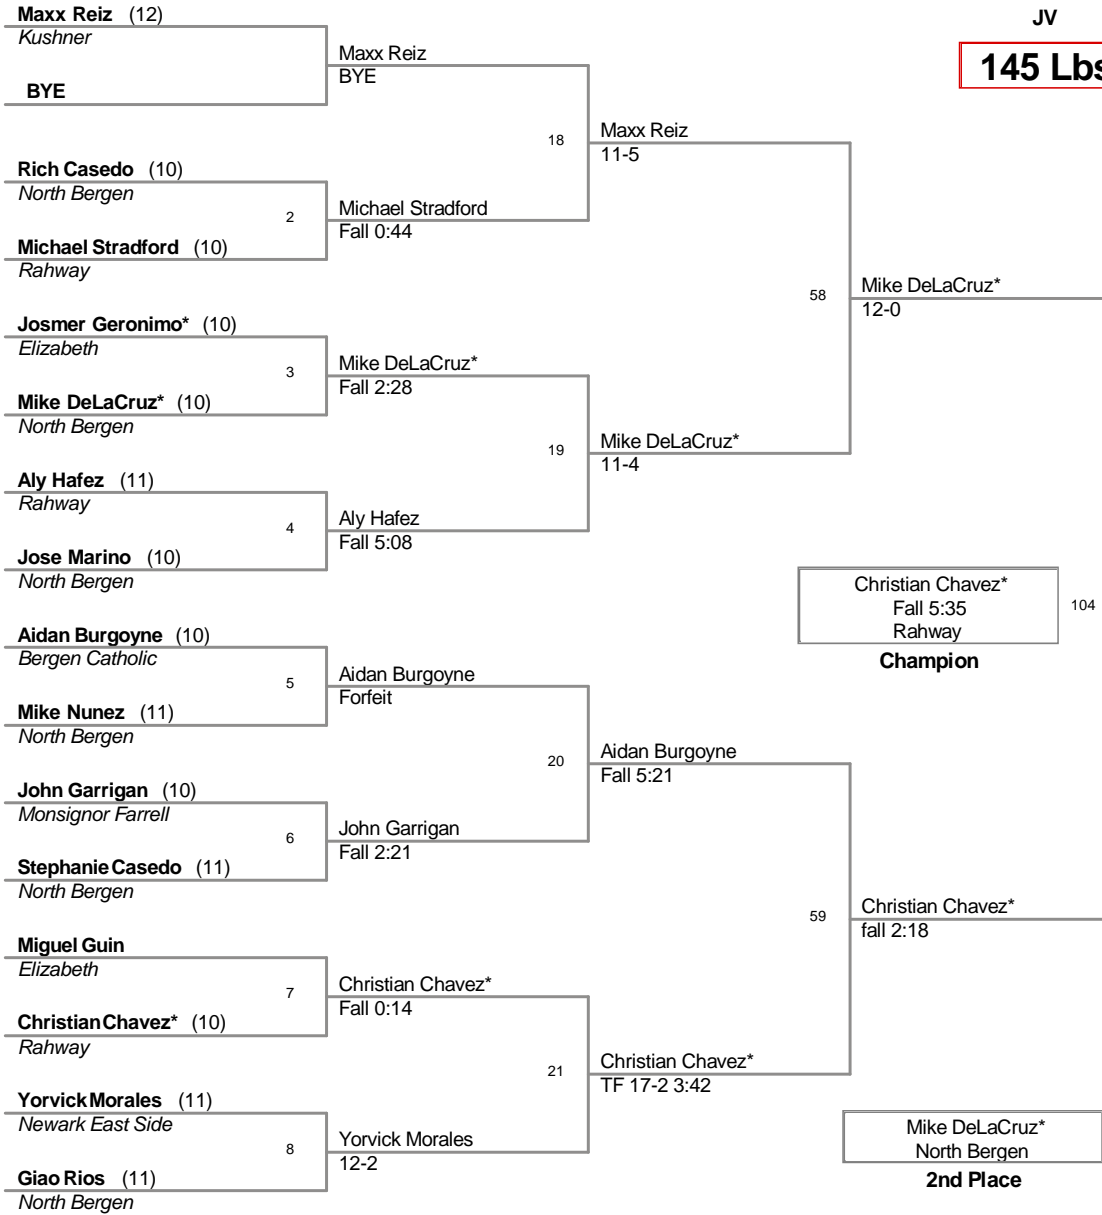 JV
145 Lbs
Maxx Reiz (12)
Kushner
BYE
Rich Casedo (10)
North Bergen
2
Michael Stradford (10)
Rahway
Josmer Geronimo* (10)
Elizabeth
3
Mike DeLaCruz* (10)
North Bergen
Aly Hafez (11)
Rahway
4
Jose Marino (10)
North Bergen
Aidan Burgoyne (10)
Bergen Catholic
5
Mike Nunez (11)
North Bergen
John Garrigan (10)
Monsignor Farrell
6
Stephanie Casedo (11)
North Bergen
Miguel Guin
Elizabeth
7
Christian Chavez* (10)
Rahway
Yorvick Morales (11)
Newark East Side
8
Giao Rios (11)
North Bergen
Maxx Reiz
BYE
18
Michael Stradford
Fall 0:44
Mike DeLaCruz*
Fall 2:28
19
Aly Hafez
Fall 5:08
Aidan Burgoyne
Forfeit
20
John Garrigan
Fall 2:21
Christian Chavez*
Fall 0:14
21
Yorvick Morales
12-2
Maxx Reiz
11-5
58
Mike DeLaCruz*
11-4
Aidan Burgoyne
Fall 5:21
59
Christian Chavez*
TF 17-2 3:42
Mike DeLaCruz*
12-0
Christian Chavez*
fall 2:18
Christian Chavez*
Fall 5:35
Rahway
104
Champion
Mike DeLaCruz*
North Bergen
2nd Place